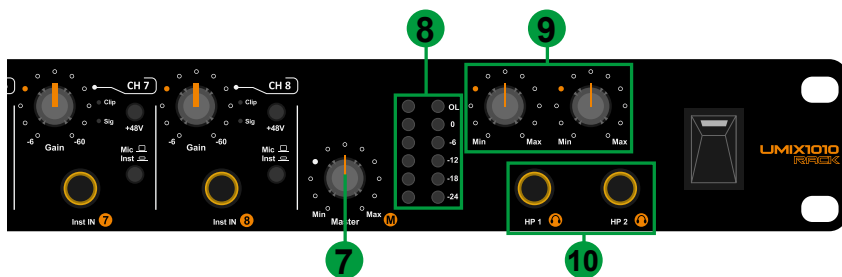 8
9
CH 7
CH 8
Clip
Sig
+48V
-6
-60
Gain
Mic
Inst
Inst IN 7
Clip
Sig
+48V
-6
-60
Gain
Mic
Inst
Inst IN 8
Min
Max
Master
M
OL
0
-6
-12
-18
-24
Min
Max
Min
Max
HP 1
HP 2
UMIX1010
RACK
7
10